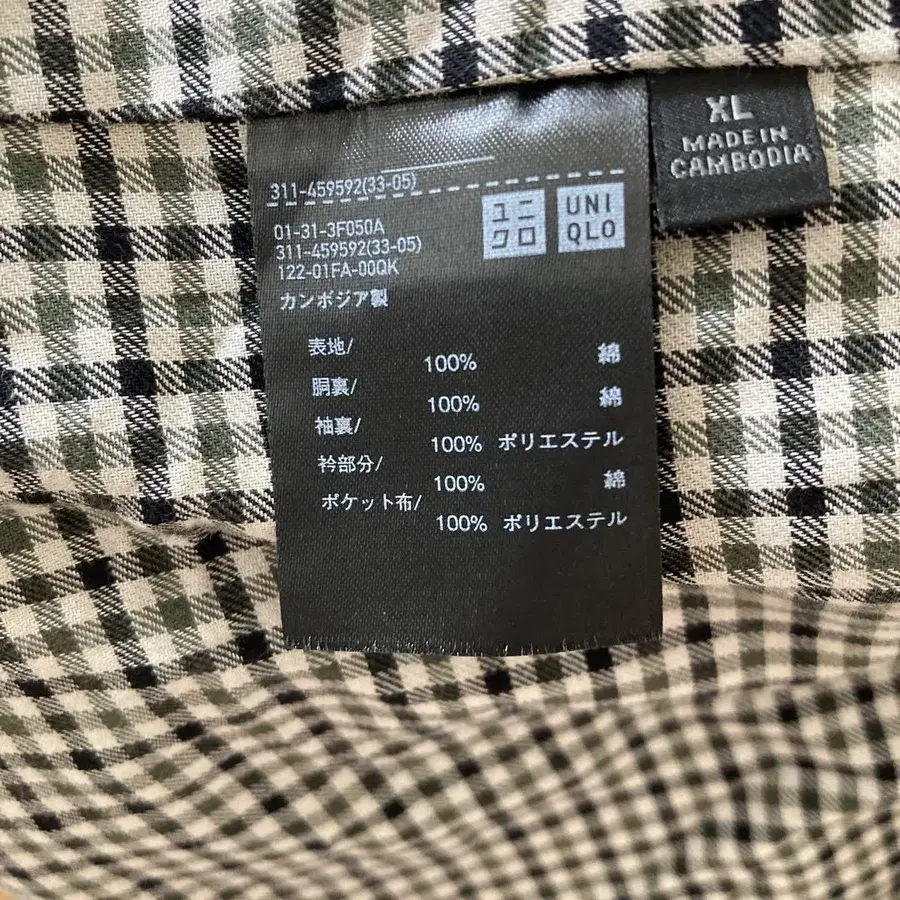 XL
MADE IN
CAMBODIA
311-459592(33-05)
ユニ
クロ
UNI
QLO
01-31-3F050A
311-459592(33-05)
122-01FA-00QK
カンボジア製
表地/ 100% 綿
胴裏/ 100% 綿
袖裏/ 100% ポリエステル
衿部分/ 100% 綿
ポケット布/ 100% ポリエステル